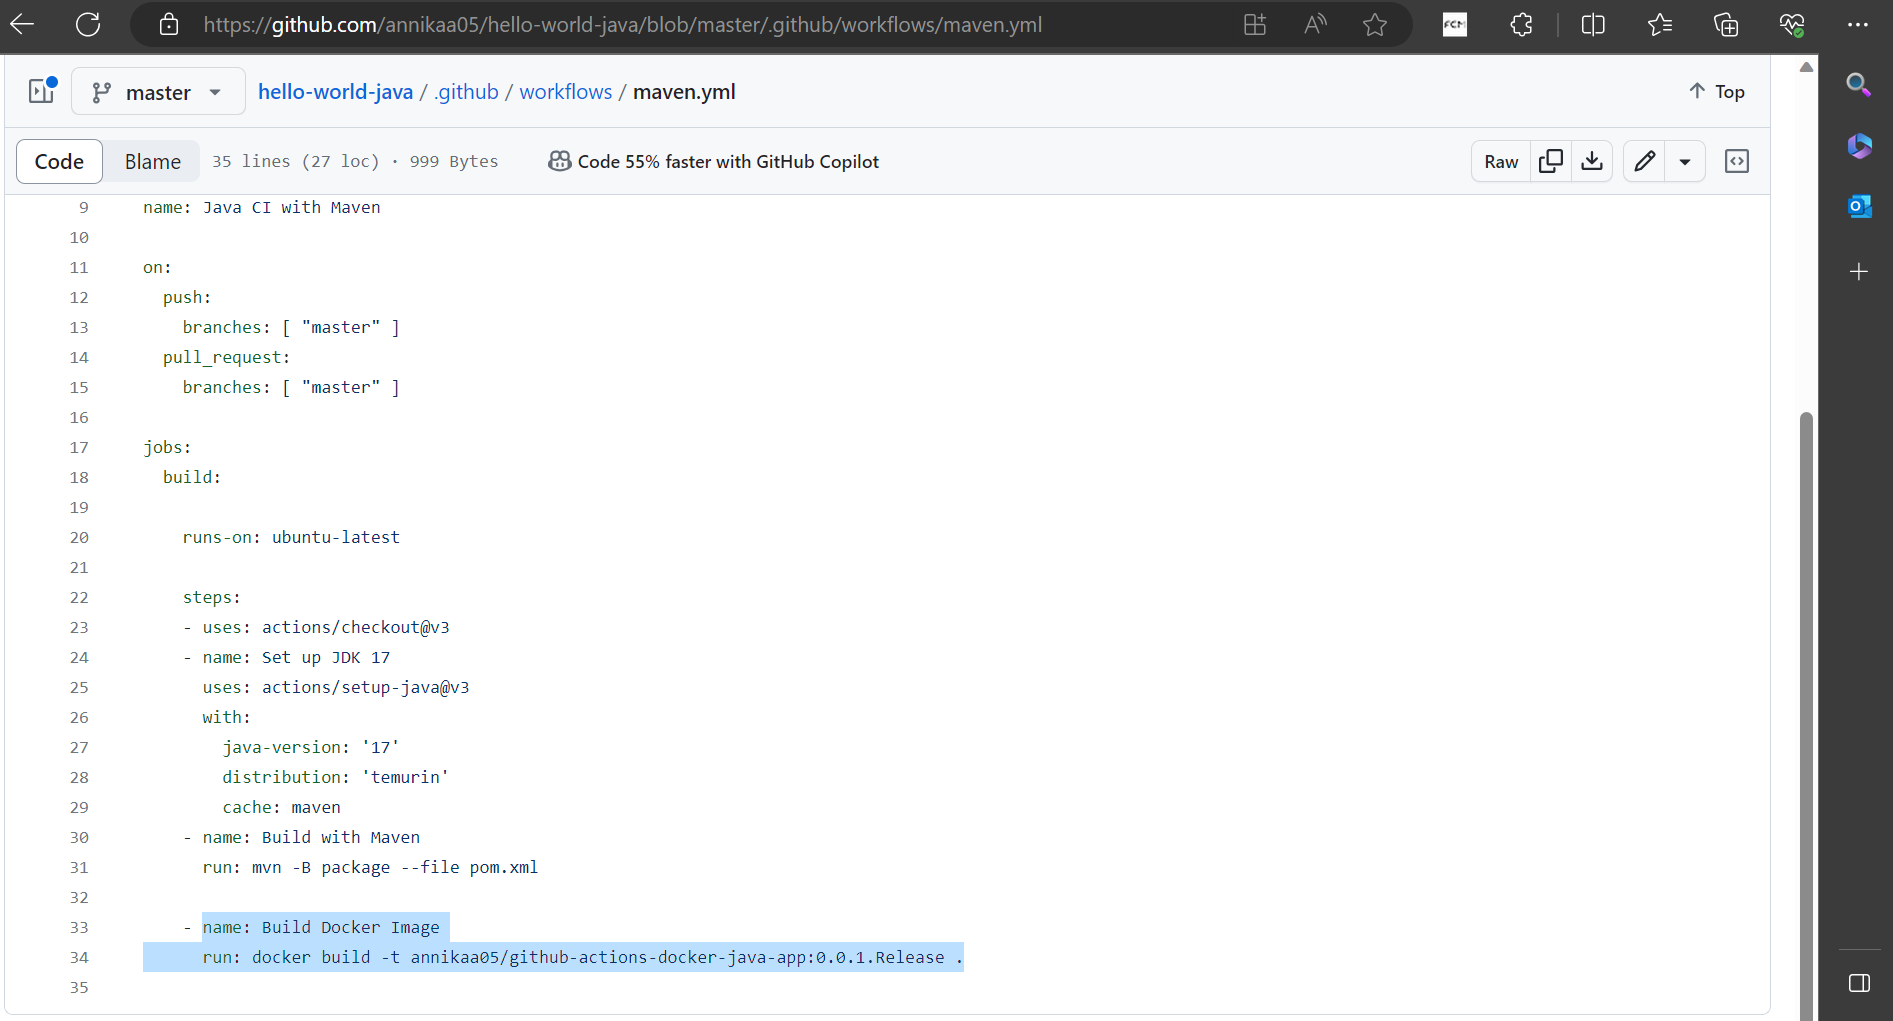 https://github.com/annikaa05/hello-world-java/blob/master/.github/workflows/maven.yml
master hello-world-java / .github / workflows / maven.yml Top
Code Blame 35 lines (27 loc) · 999 Bytes Code 55% faster with GitHub Copilot Raw
9 name: Java CI with Maven
10
11 on:
12 push:
13 branches: [ "master" ]
14 pull_request:
15 branches: [ "master" ]
16
17 jobs:
18 build:
19
20 runs-on: ubuntu-latest
21
22 steps:
23 - uses: actions/checkout@v3
24 - name: Set up JDK 17
25 uses: actions/setup-java@v3
26 with:
27 java-version: '17'
28 distribution: 'temurin'
29 cache: maven
30 - name: Build with Maven
31 run: mvn -B package --file pom.xml
32
33 - name: Build Docker Image
34 run: docker build -t annikaa05/github-actions-docker-java-app:0.0.1.Release .
35